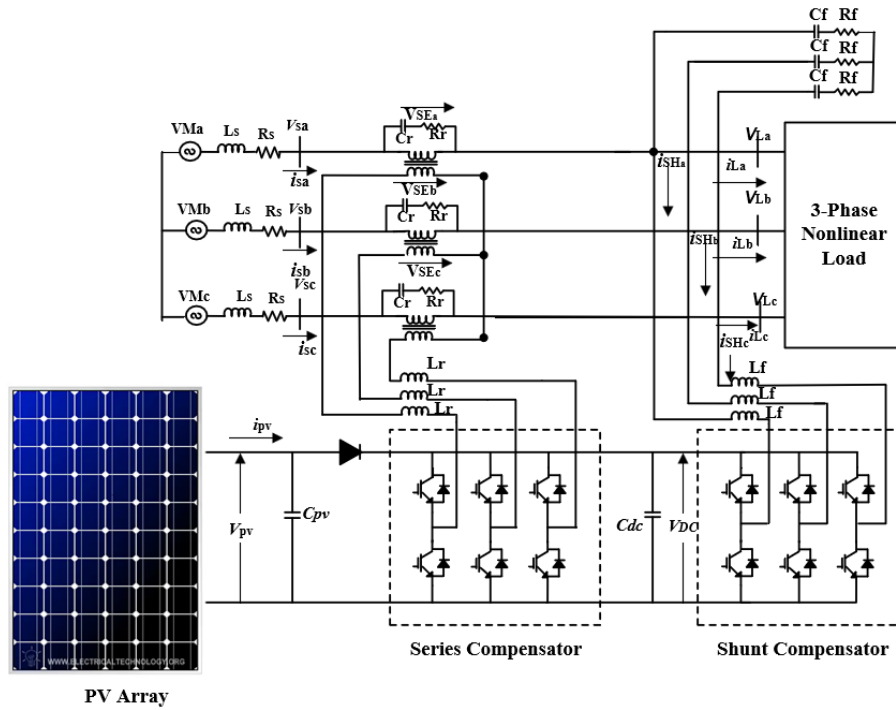 Cf Rf
Cf Rf
Cf Rf
VMa Ls Rs Vsa
isa
VSEa
Cr Rr
VMb Ls Rs Vsb
isb
VSEb
Cr Rr
VMc Ls Rs Vsc
isc
VSEc
Cr Rr
iSHa
iLa
VLa
iSHb
iLb
VLb
iSHc
iLc
VLc
3-Phase
Nonlinear
Load
Lr
Lr
Lr
Lf
Lf
Lf
ipv
Vpv
Cpv
Cdc
VDC
WWW.ELECTRICALTECHNOLOGY.ORG
PV Array
Series Compensator
Shunt Compensator